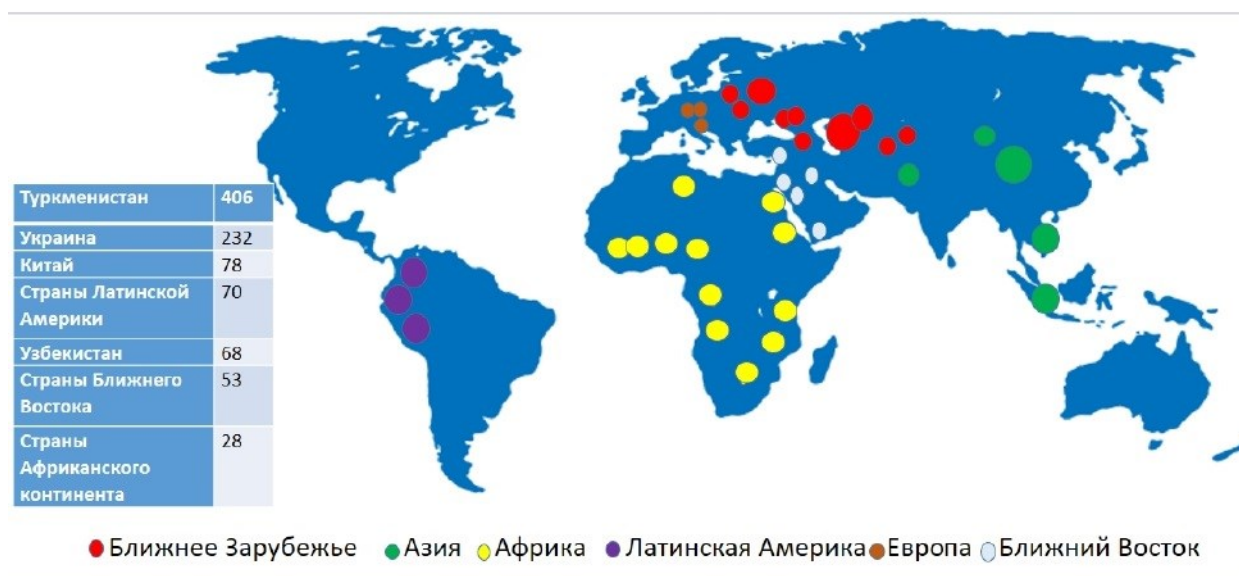 Туркменистан 406
Украина 232
Китай 78
Страны Латинской 70
Америки
Узбекистан 68
Страны Ближнего 53
Востока
Страны 28
Африканского
континента
Ближнее Зарубежье Азия Африка Латинская Америка Европа Ближний Восток